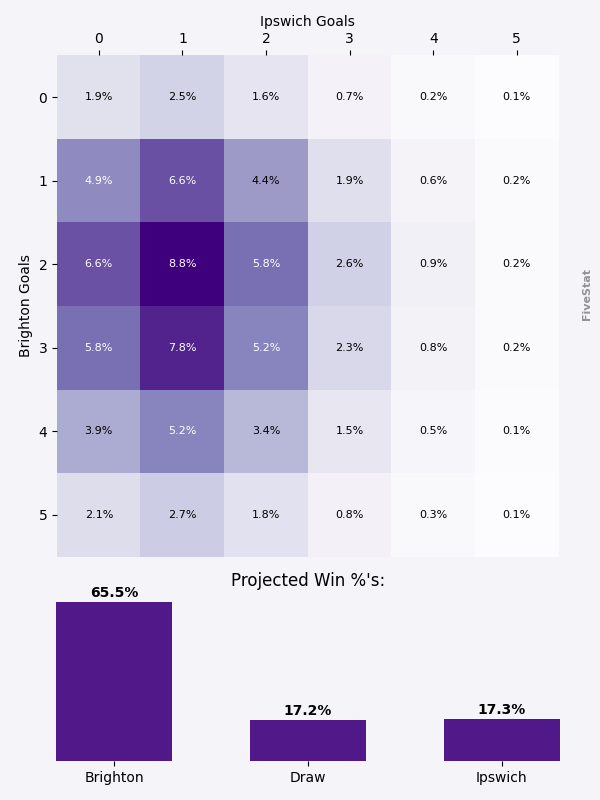 Ipswich Goals
0 1 2 3 4 5
0 1.9% 2.5% 1.6% 0.7% 0.2% 0.1%
1 4.9% 6.6% 4.4% 1.9% 0.6% 0.2%
2 6.6% 8.8% 5.8% 2.6% 0.9% 0.2%
3 5.8% 7.8% 5.2% 2.3% 0.8% 0.2%
4 3.9% 5.2% 3.4% 1.5% 0.5% 0.1%
5 2.1% 2.7% 1.8% 0.8% 0.3% 0.1%
Brighton Goals
FiveStat
Projected Win %'s:
65.5% 17.2% 17.3%
Brighton Draw Ipswich